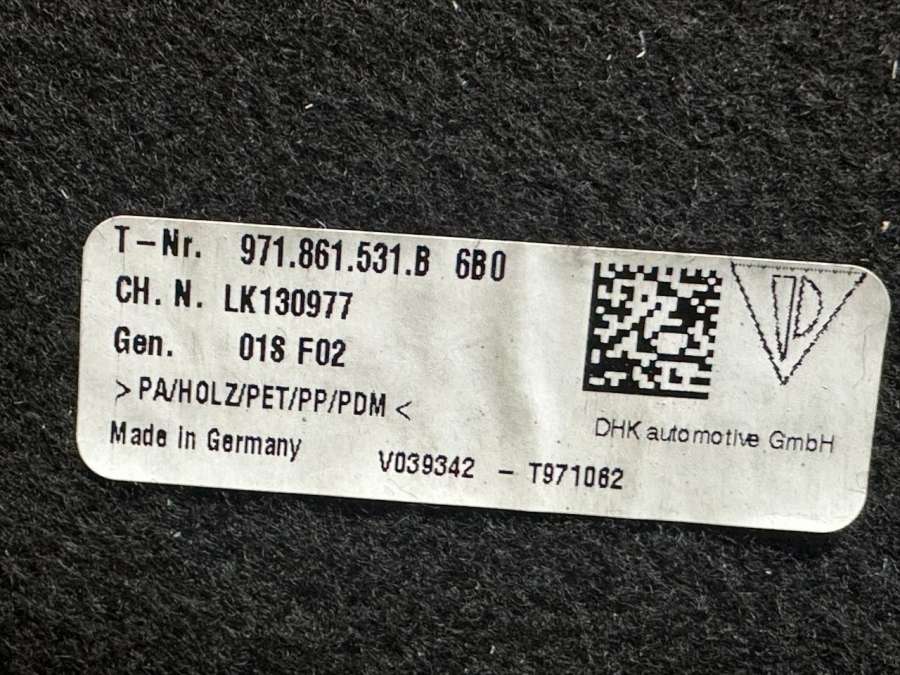 T-Nr. 971.861.531.B 6B0
CH. N. LK130977
Gen. 018 F02
>PA/HOLZ/PET/PP/PDM<
Made in Germany
V039342 - T971062
DHK automotive GmbH